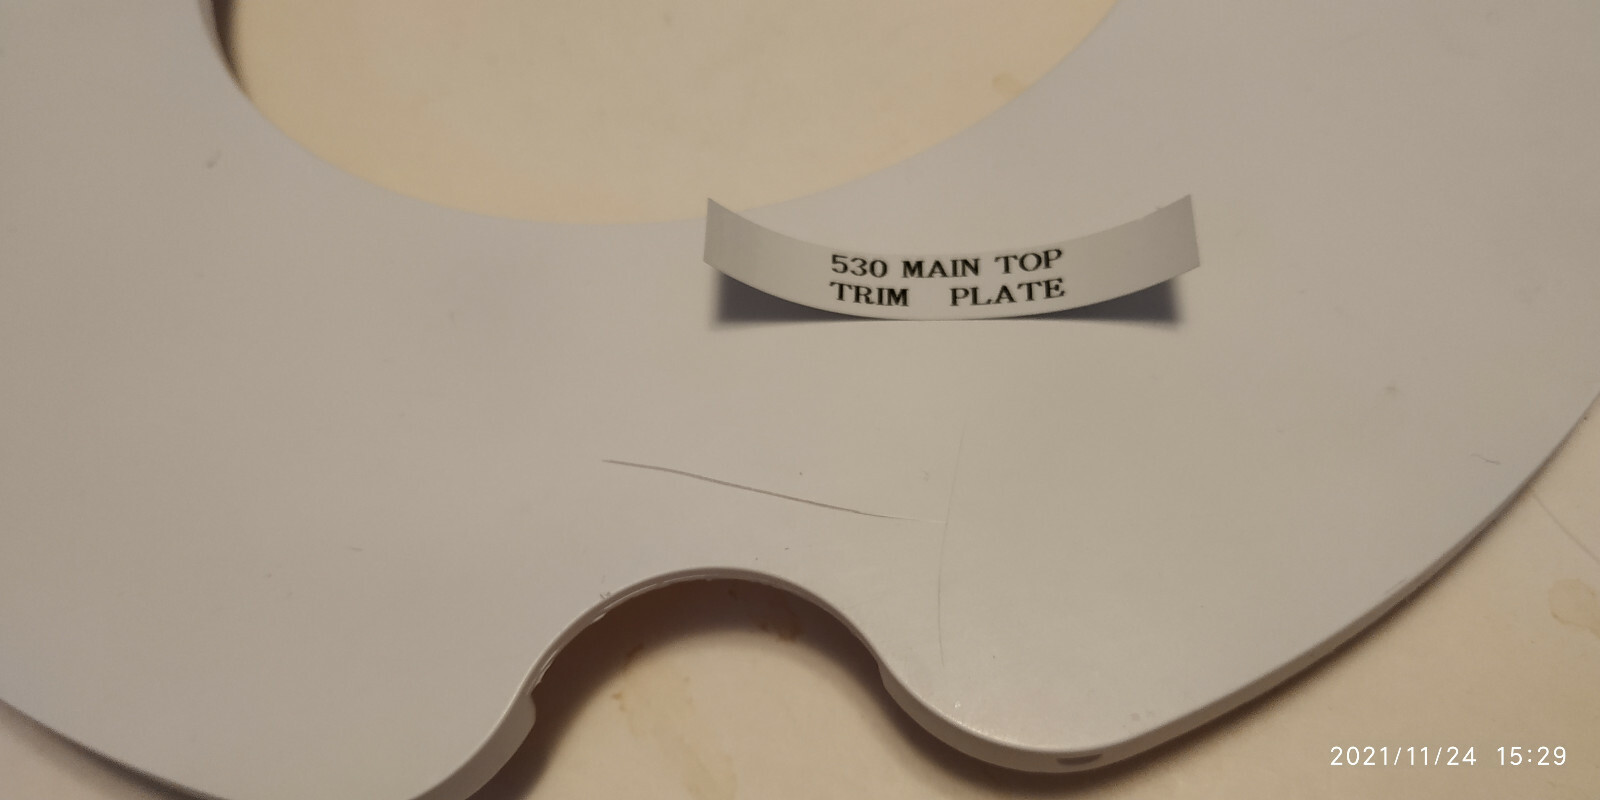 530 MAIN TOP
TRIM PLATE
2021/11/24 15:29